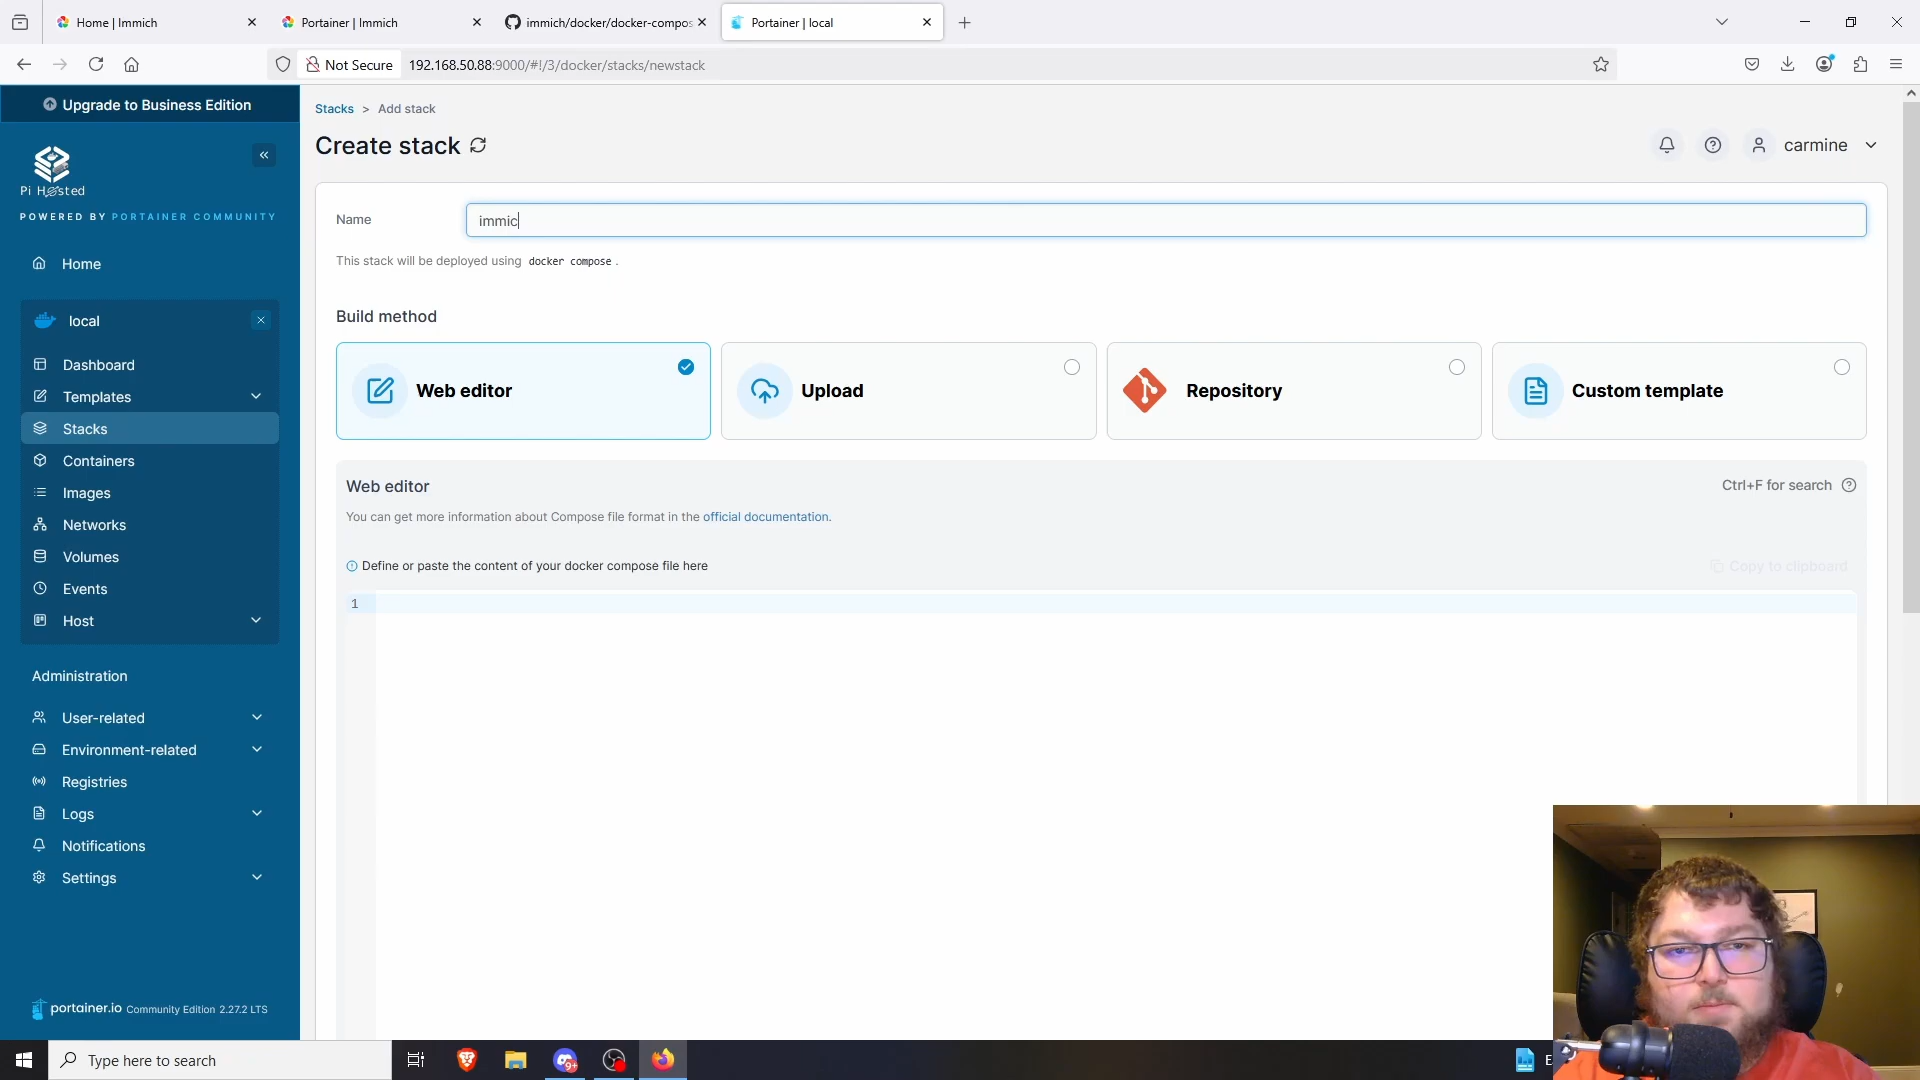 Home | Immich
Portainer | Immich
immich/docker/docker-compos
Portainer | local
Not Secure
192.168.50.88:9000/#!/3/docker/stacks/newstack
Upgrade to Business Edition
Pi Hosted
POWERED BY PORTAINER COMMUNITY
Home
local
Dashboard
Templates
Stacks
Containers
Images
Networks
Volumes
Events
Host
Administration
User-related
Environment-related
Registries
Logs
Notifications
Settings
portainer.io Community Edition 2.27.2 LTS
Stacks > Add stack
Create stack
carmine
Name
immic
This stack will be deployed using docker compose .
Build method
Web editor
Upload
Repository
Custom template
Web editor
Ctrl+F for search
You can get more information about Compose file format in the official documentation.
Define or paste the content of your docker compose file here
Copy to clipboard
1
Type here to search
9+
E